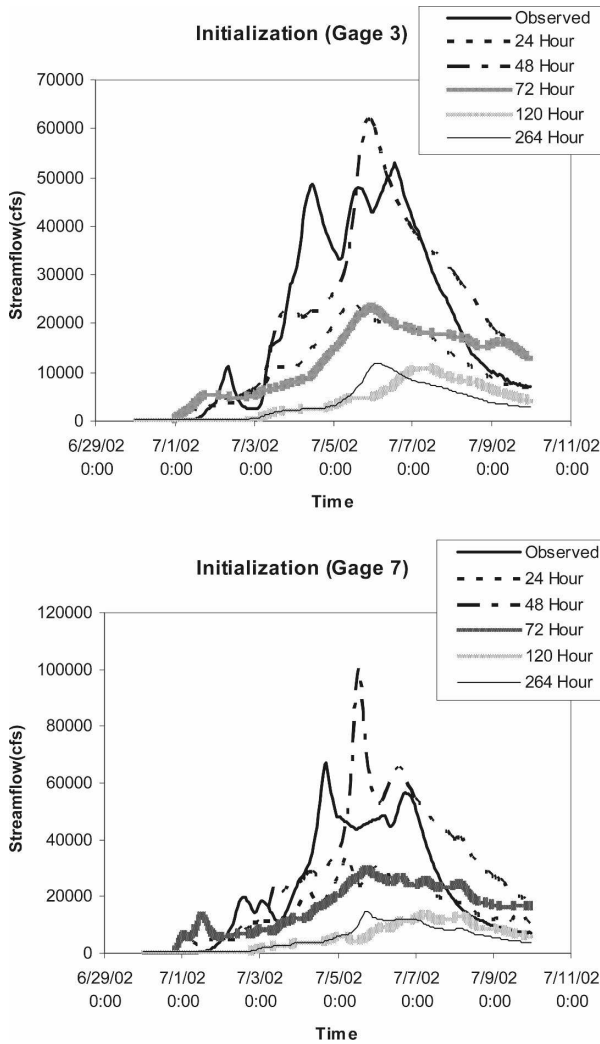 Initialization (Gage 3)
Observed
24 Hour
48 Hour
72 Hour
120 Hour
264 Hour
70000
60000
50000
40000
30000
20000
10000
0
Streamflow(cfs)
6/29/02 7/1/02 7/3/02 7/5/02 7/7/02 7/9/02 7/11/02
0:00 0:00 0:00 0:00 0:00 0:00 0:00
Time
Initialization (Gage 7)
Observed
24 Hour
48 Hour
72 Hour
120 Hour
264 Hour
120000
100000
80000
60000
40000
20000
0
Streamflow(cfs)
6/29/02 7/1/02 7/3/02 7/5/02 7/7/02 7/9/02 7/11/02
0:00 0:00 0:00 0:00 0:00 0:00 0:00
Time